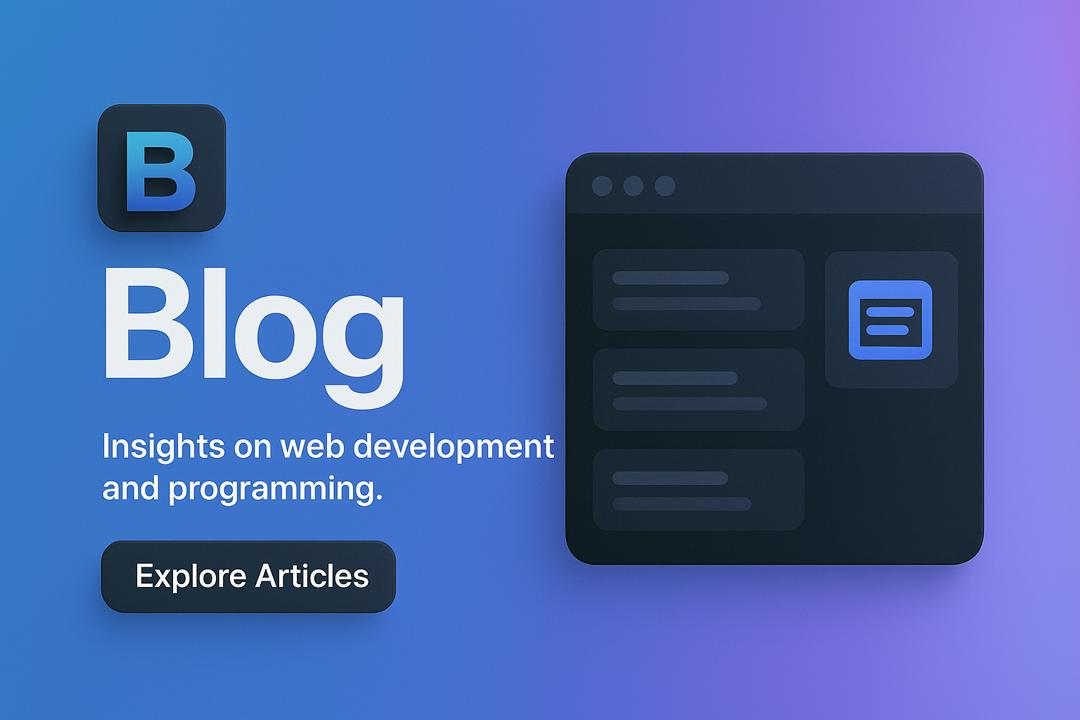 B
Blog
Insights on web development
and programming.
Explore Articles